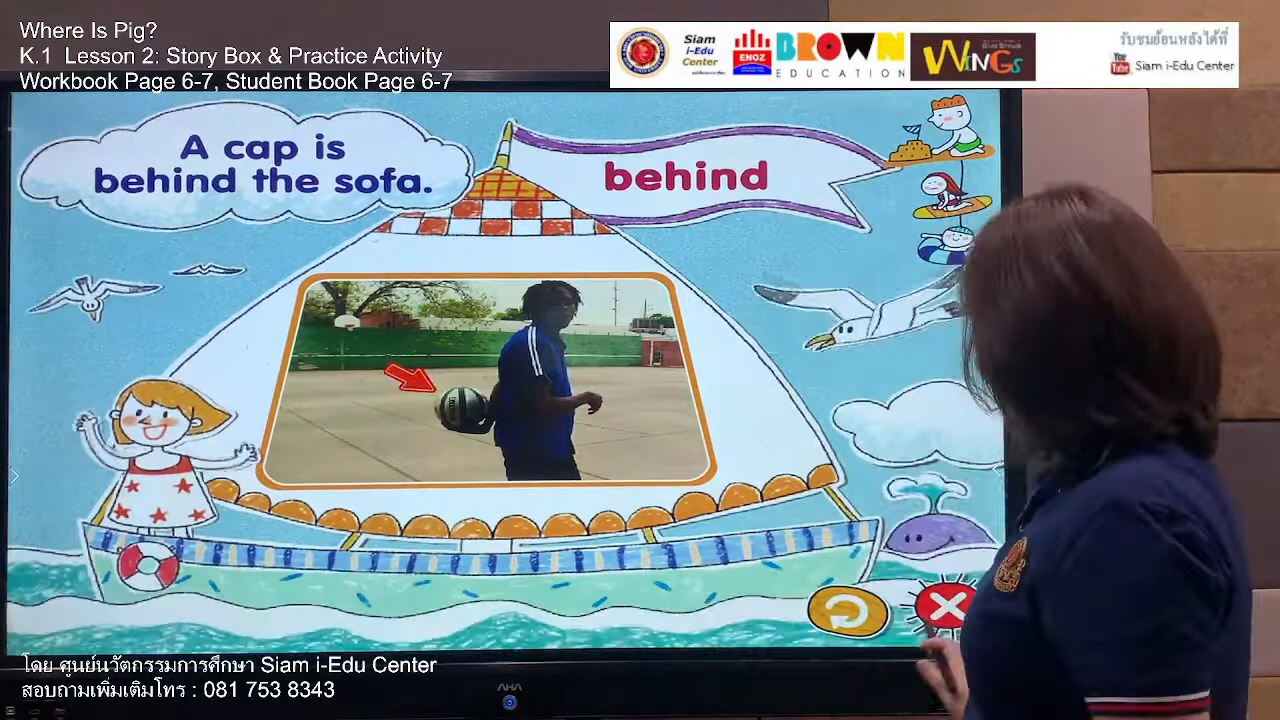 Where Is Pig?
K.1 Lesson 2: Story Box & Practice Activity
Workbook Page 6-7, Student Book Page 6-7
Siam
i-Edu
Center
ENOZ
BROWN
EDUCATION
WINGS
รับชมย้อนหลังได้ที่
You Tube Siam i-Edu Center
A cap is
behind the sofa.
behind
โดย ศูนย์นวัตกรรมการศึกษา Siam i-Edu Center
สอบถามเพิ่มเติมโทร : 081 753 8343
AHA